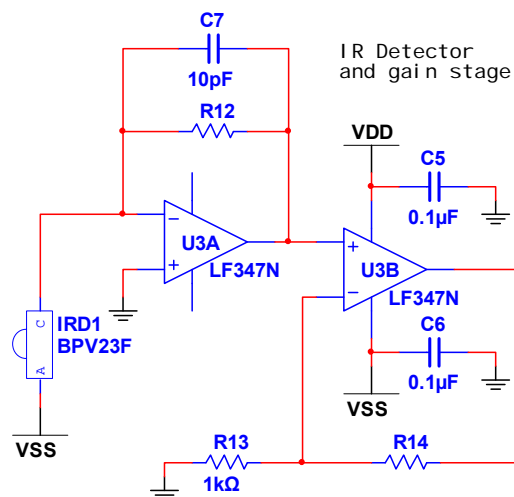 C7
10pF
IR Detector
and gain stage
R12
VDD
C5
0.1µF
U3A
LF347N
U3B
LF347N
IRD1
BPV23F
C
A
C6
0.1µF
VSS
VSS
R13
1kΩ
R14
−
+
+
−